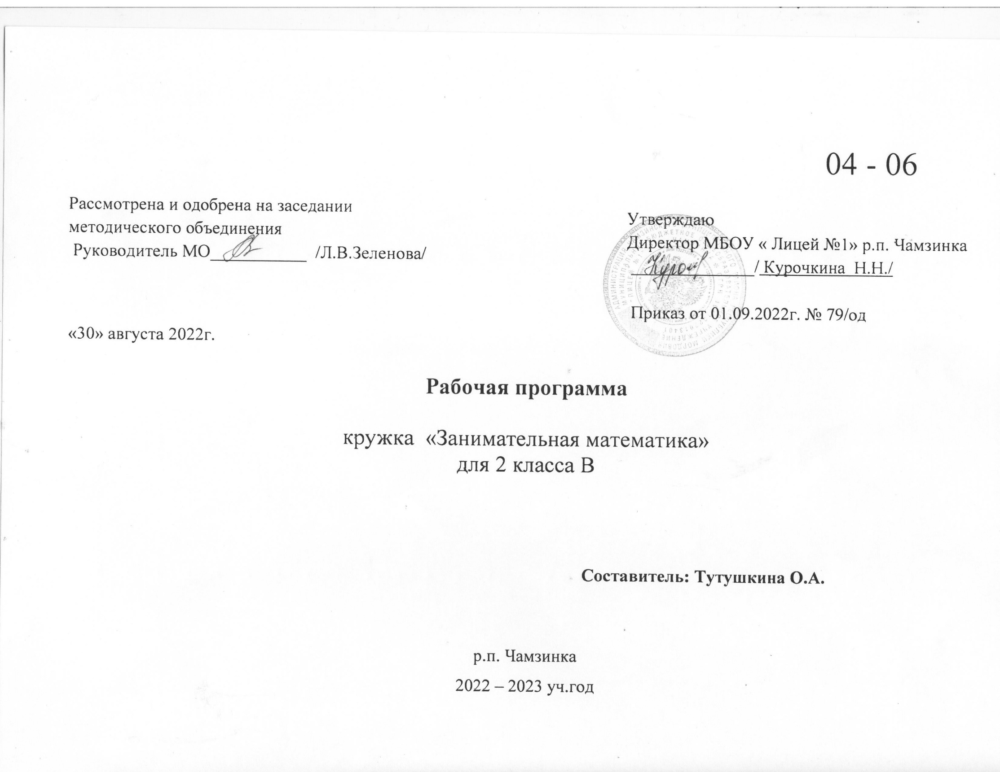 04 - 06
Рассмотрена и одобрена на заседании
методического объединения
Руководитель МО____________ /Л.В.Зеленова/
«30» августа 2022г.
Утверждаю
Директор МБОУ « Лицей №1» р.п. Чамзинка
_______________/ Курочкина Н.Н./
Приказ от 01.09.2022г. № 79/од
Рабочая программа
кружка «Занимательная математика»
для 2 класса В
Составитель: Тутушкина О.А.
р.п. Чамзинка
2022 – 2023 уч.год